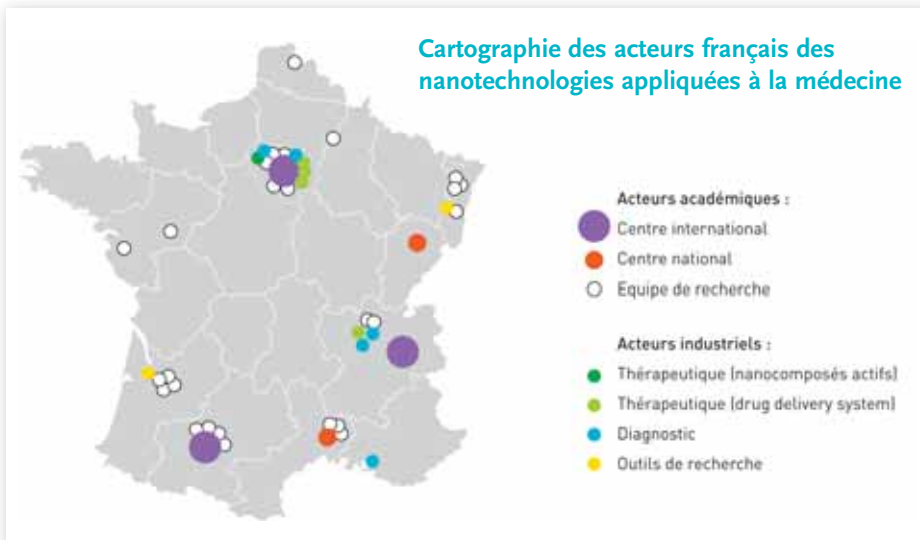 Cartographie des acteurs français des
nanotechnologies appliquées à la médecine
Acteurs académiques :
Centre international
Centre national
Equipe de recherche
Acteurs industriels :
Thérapeutique (nanocomposés actifs)
Thérapeutique (drug delivery system)
Diagnostic
Outils de recherche